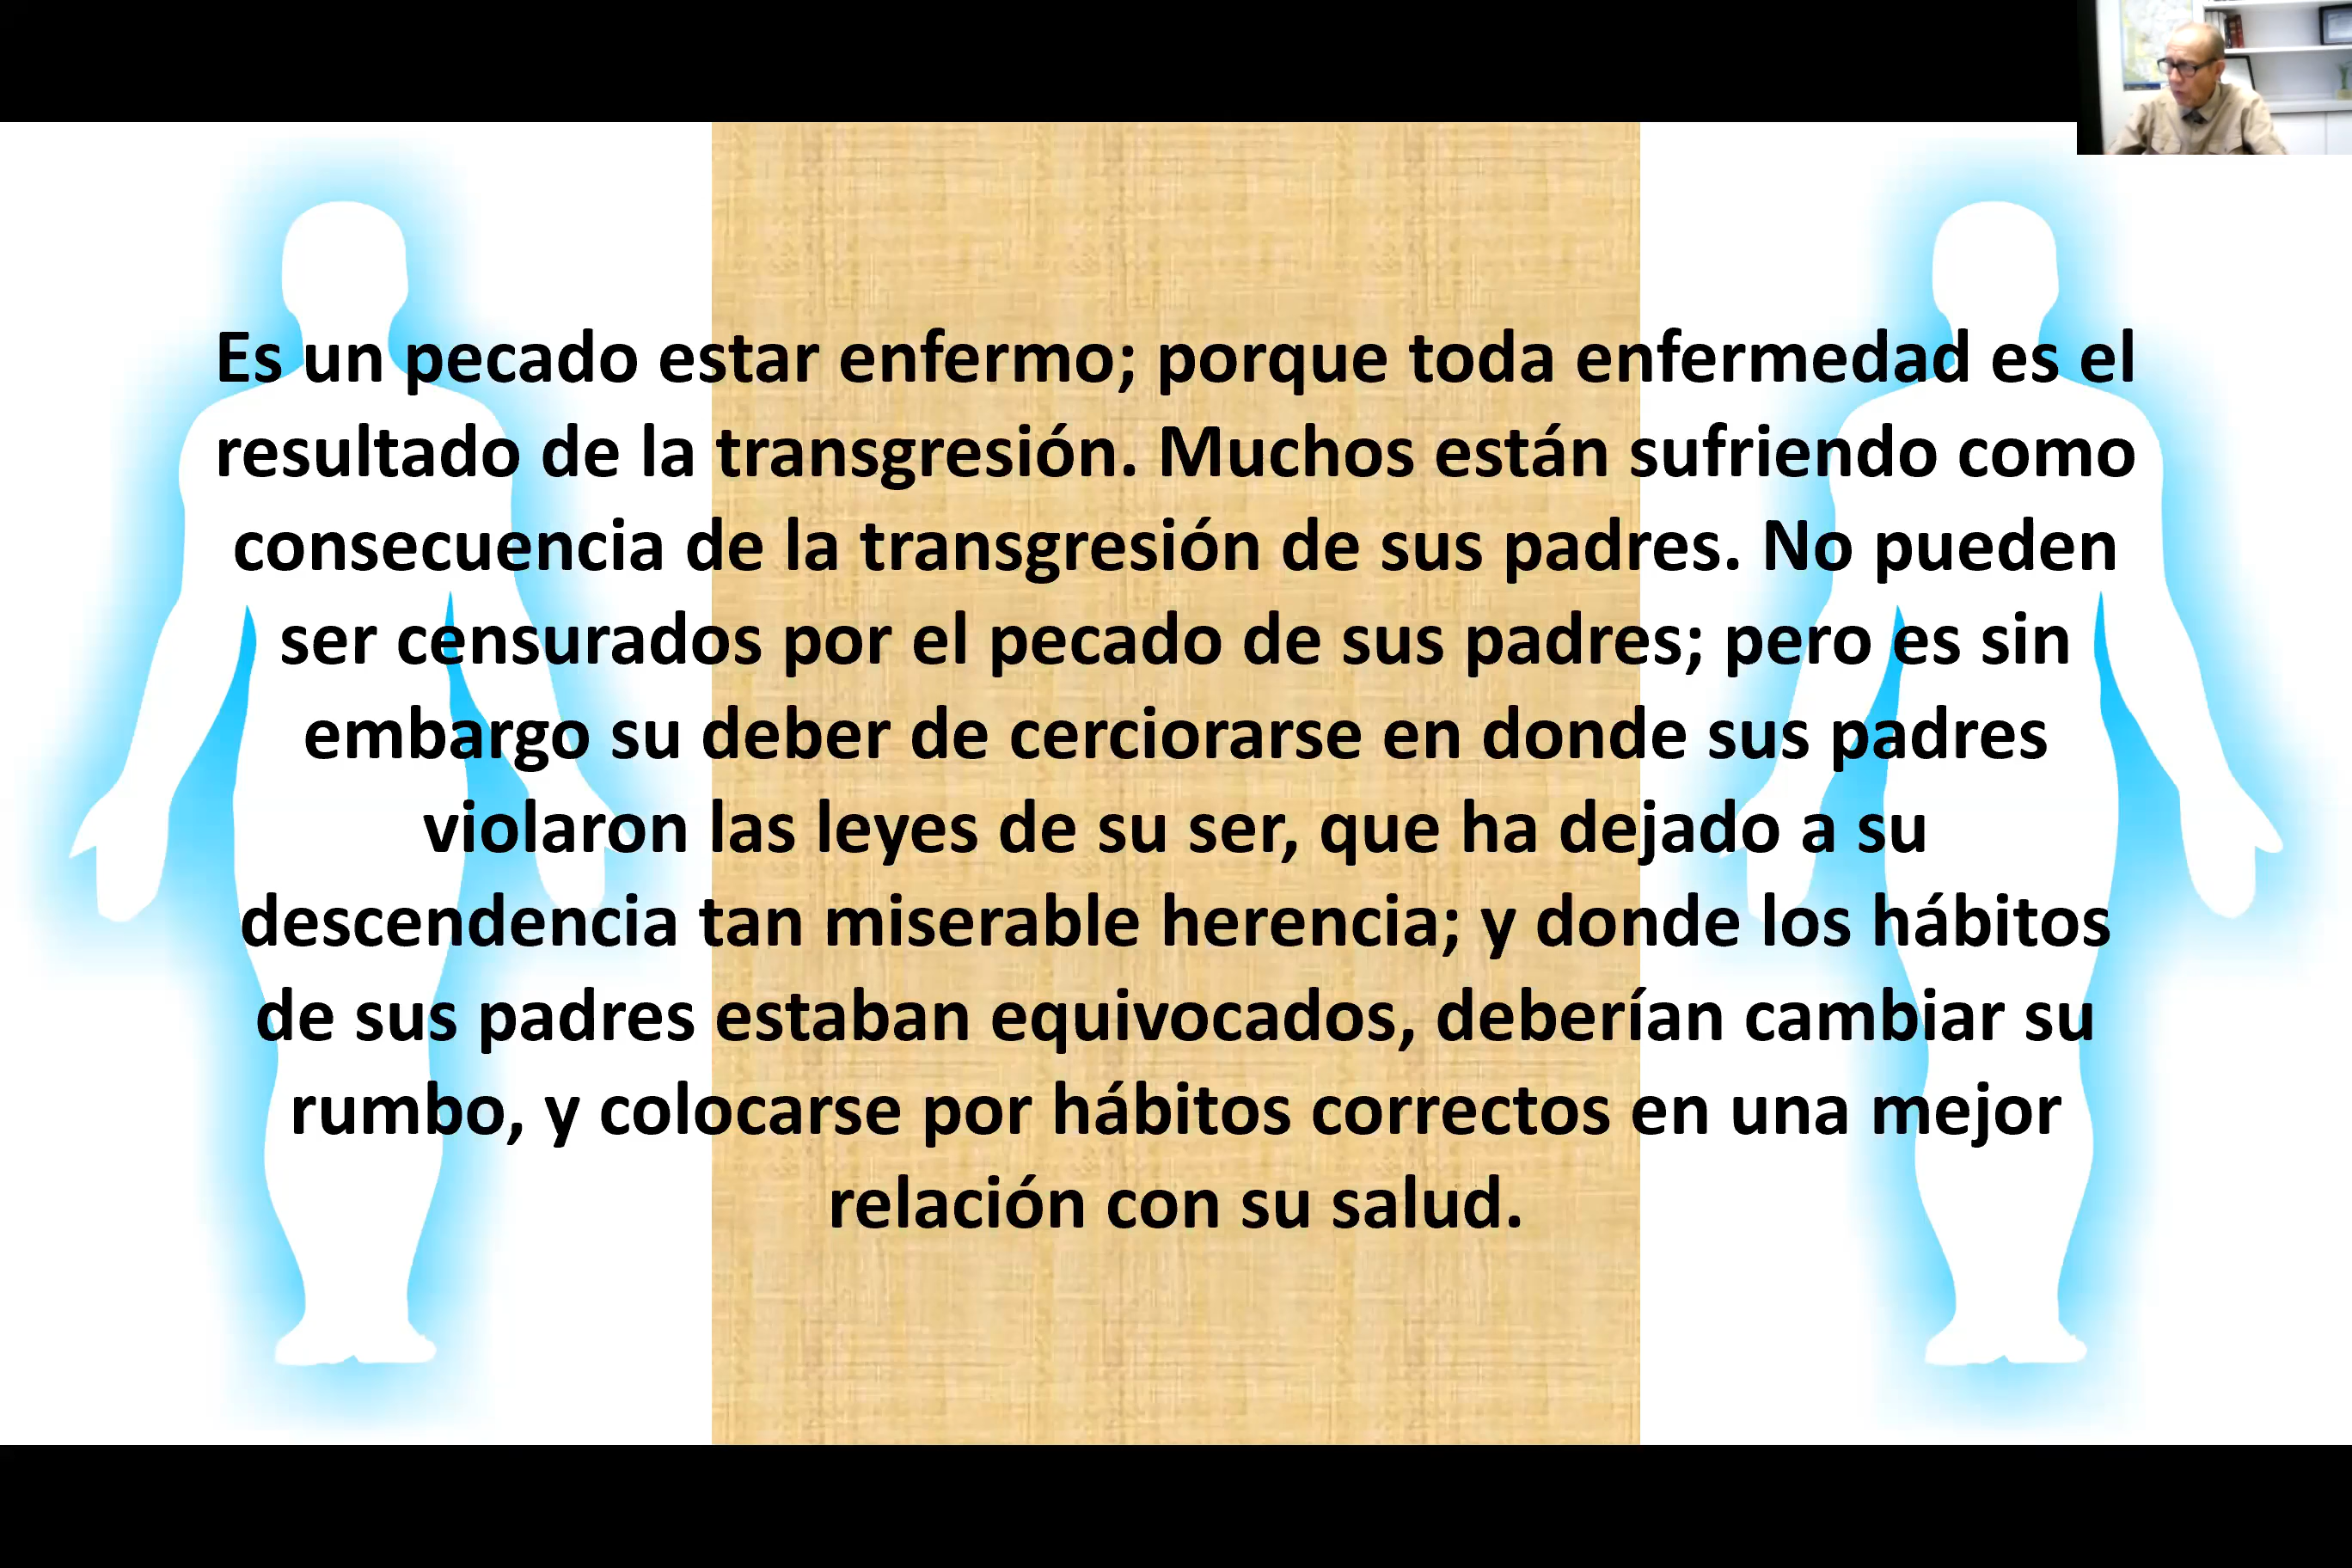 Es un pecado estar enfermo; porque toda enfermedad es el
resultado de la transgresión. Muchos están sufriendo como
consecuencia de la transgresión de sus padres. No pueden
ser censurados por el pecado de sus padres; pero es sin
embargo su deber de cerciorarse en donde sus padres
violaron las leyes de su ser, que ha dejado a su
descendencia tan miserable herencia; y donde los hábitos
de sus padres estaban equivocados, deberían cambiar su
rumbo, y colocarse por hábitos correctos en una mejor
relación con su salud.